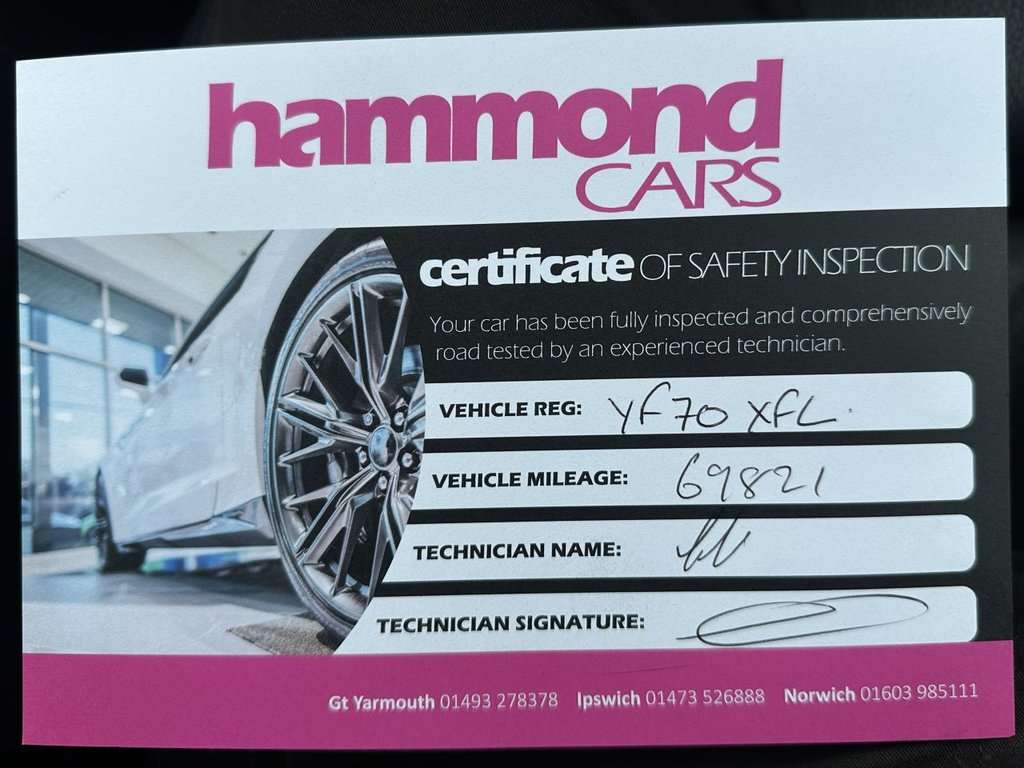 hammond
CARS
certificate OF SAFETY INSPECTION
Your car has been fully inspected and comprehensively
road tested by an experienced technician.
VEHICLE REG: YF70 XFL.
VEHICLE MILEAGE: 69821
TECHNICIAN NAME:
TECHNICIAN SIGNATURE:
Gt Yarmouth 01493 278378 Ipswich 01473 526888 Norwich 01603 985111